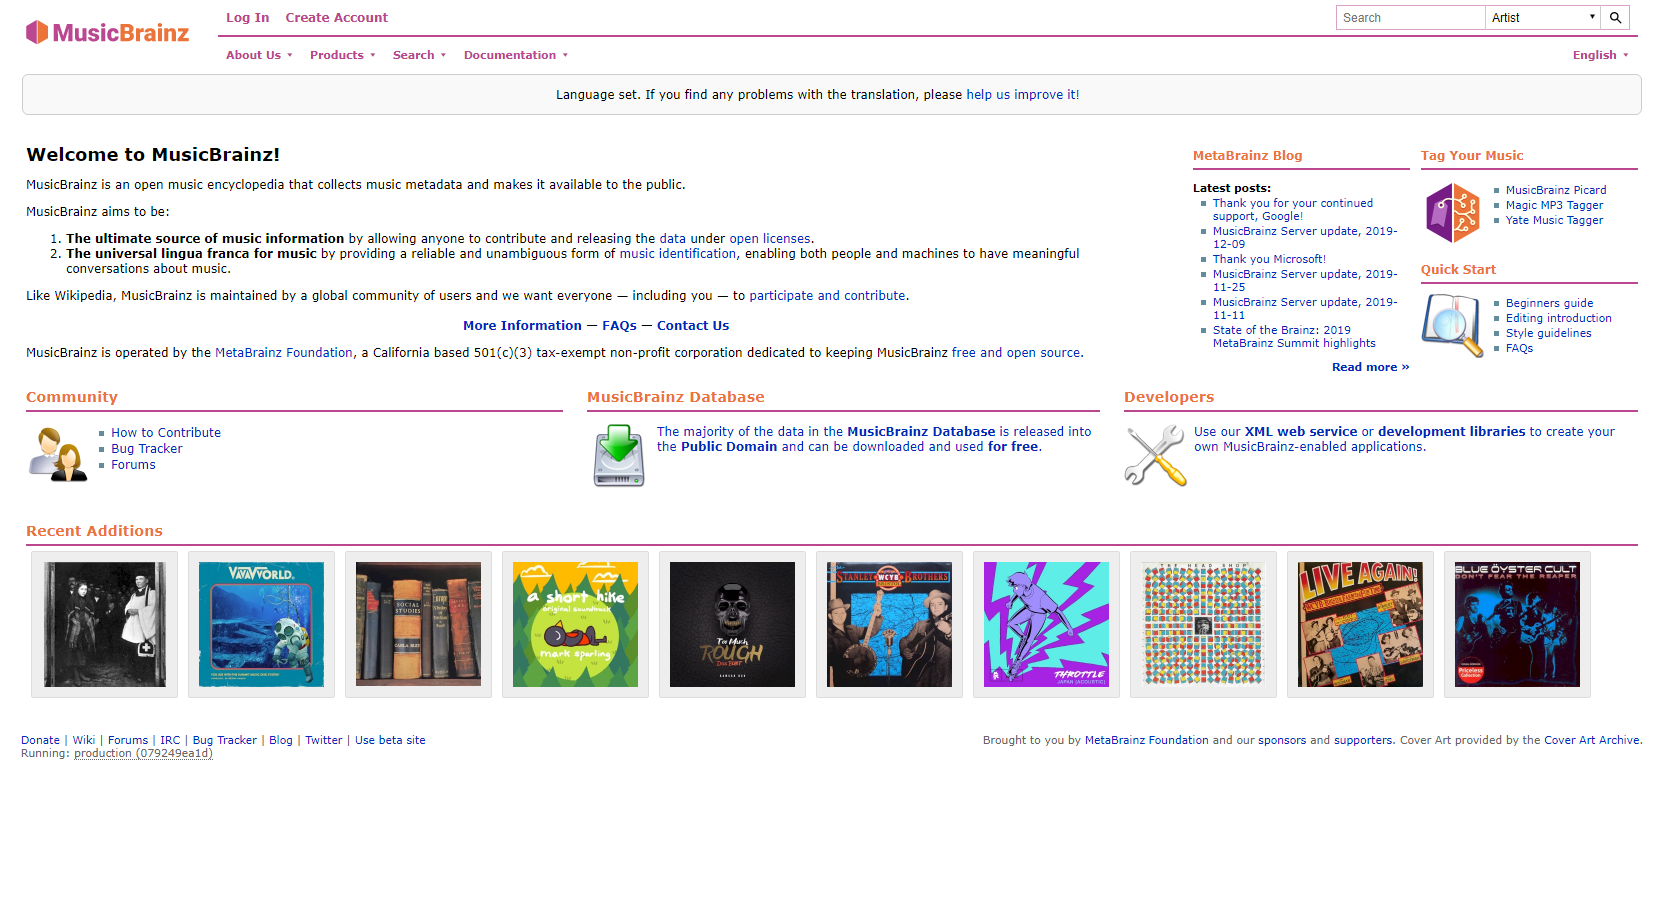 MusicBrainz
Log In Create Account
Search Artist
About Us Products Search Documentation English
Language set. If you find any problems with the translation, please help us improve it!
Welcome to MusicBrainz!
MusicBrainz is an open music encyclopedia that collects music metadata and makes it available to the public.
MusicBrainz aims to be:
1. The ultimate source of music information by allowing anyone to contribute and releasing the data under open licenses.
2. The universal lingua franca for music by providing a reliable and unambiguous form of music identification, enabling both people and machines to have meaningful
conversations about music.
Like Wikipedia, MusicBrainz is maintained by a global community of users and we want everyone — including you — to participate and contribute.
More Information — FAQs — Contact Us
MusicBrainz is operated by the MetaBrainz Foundation, a California based 501(c)(3) tax-exempt non-profit corporation dedicated to keeping MusicBrainz free and open source.
MetaBrainz Blog
Latest posts:
Thank you for your continued
support, Google!
MusicBrainz Server update, 2019-
12-09
Thank you Microsoft!
MusicBrainz Server update, 2019-
11-25
MusicBrainz Server update, 2019-
11-11
State of the Brainz: 2019
MetaBrainz Summit highlights
Read more »
Tag Your Music
MusicBrainz Picard
Magic MP3 Tagger
Yate Music Tagger
Quick Start
Beginners guide
Editing introduction
Style guidelines
FAQs
Community
How to Contribute
Bug Tracker
Forums
MusicBrainz Database
The majority of the data in the MusicBrainz Database is released into
the Public Domain and can be downloaded and used for free.
Developers
Use our XML web service or development libraries to create your
own MusicBrainz-enabled applications.
Recent Additions
VAVAWORLD.
SOCIAL
STUDIES
CARLA BLEY
a short hike
original soundtrack
mark sparling
Too Much
ROUGH
STANLEY WCYB BROTHERS
THROTTLE
JAPAN (ACOUSTIC)
THE HEAD SHOP
LIVE AGAIN!
BLUE ÖYSTER CULT
DON'T FEAR THE REAPER
Priceless
Collection
Donate | Wiki | Forums | IRC | Bug Tracker | Blog | Twitter | Use beta site
Running: production (079249ea1d)
Brought to you by MetaBrainz Foundation and our sponsors and supporters. Cover Art provided by the Cover Art Archive.